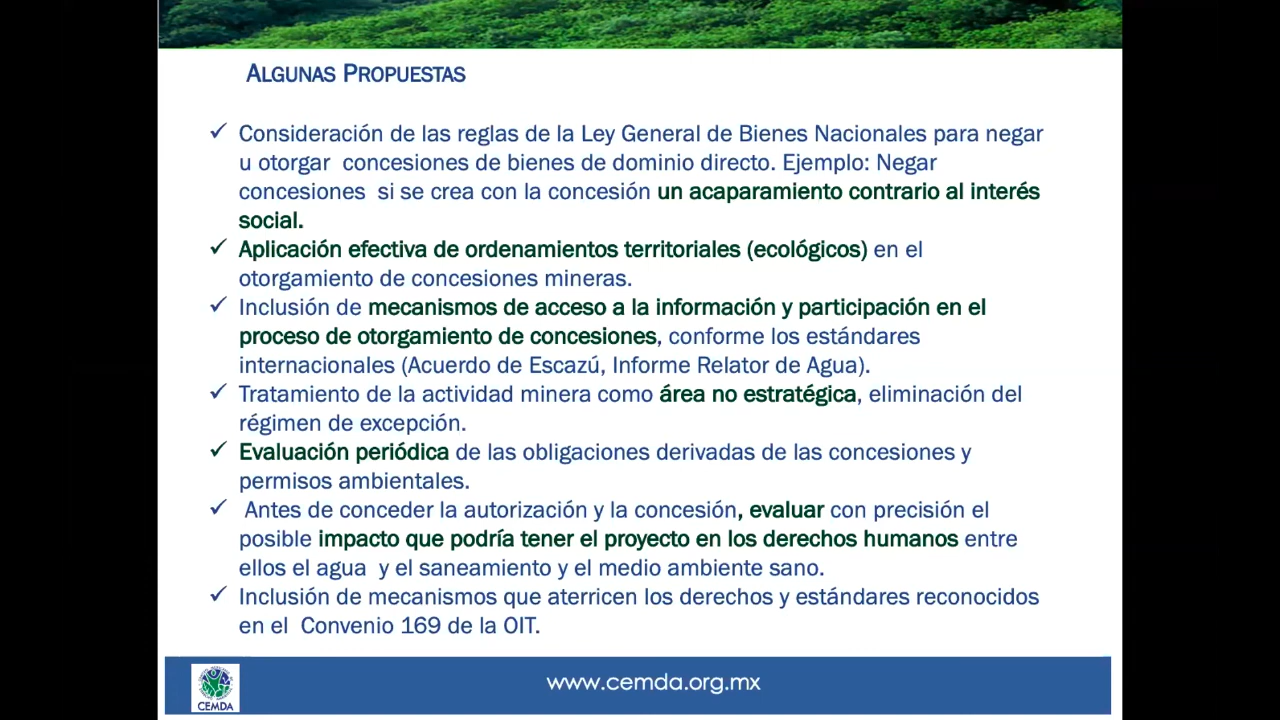 ALGUNAS PROPUESTAS
✓ Consideración de las reglas de la Ley General de Bienes Nacionales para negar
u otorgar concesiones de bienes de dominio directo. Ejemplo: Negar
concesiones si se crea con la concesión un acaparamiento contrario al interés
social.
✓ Aplicación efectiva de ordenamientos territoriales (ecológicos) en el
otorgamiento de concesiones mineras.
✓ Inclusión de mecanismos de acceso a la información y participación en el
proceso de otorgamiento de concesiones, conforme los estándares
internacionales (Acuerdo de Escazú, Informe Relator de Agua).
✓ Tratamiento de la actividad minera como área no estratégica, eliminación del
régimen de excepción.
✓ Evaluación periódica de las obligaciones derivadas de las concesiones y
permisos ambientales.
✓ Antes de conceder la autorización y la concesión, evaluar con precisión el
posible impacto que podría tener el proyecto en los derechos humanos entre
ellos el agua y el saneamiento y el medio ambiente sano.
✓ Inclusión de mecanismos que aterricen los derechos y estándares reconocidos
en el Convenio 169 de la OIT.
CEMDA
www.cemda.org.mx